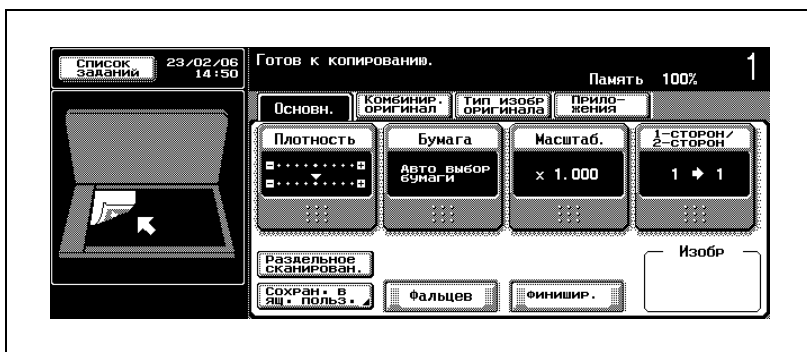 Список
заданий
23/02/06
14:50
Готов к копированию.
Память 100%
1
Основн.
Комбинир.
оригинал
Тип изобр
оригинала
Прило-
жения
Плотность
Бумага
Масштаб.
1-сторон/
2-сторон
Авто выбор
бумаги
x 1.000
1 ➔ 1
Раздельное
сканирован.
Изобр
Сохран. в
ящ. польз.
Фальцев
Финишир.